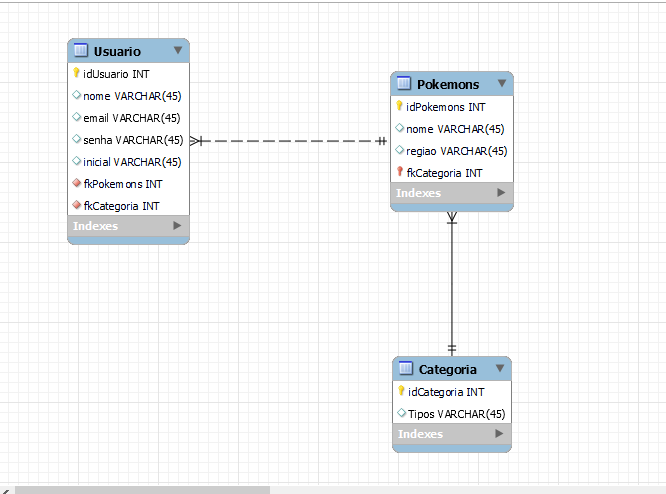 Usuario
idUsuario INT
nome VARCHAR(45)
email VARCHAR(45)
senha VARCHAR(45)
inicial VARCHAR(45)
fkPokemons INT
fkCategoria INT
Indexes
Pokemons
idPokemons INT
nome VARCHAR(45)
regiao VARCHAR(45)
fkCategoria INT
Indexes
Categoria
idCategoria INT
Tipos VARCHAR(45)
Indexes